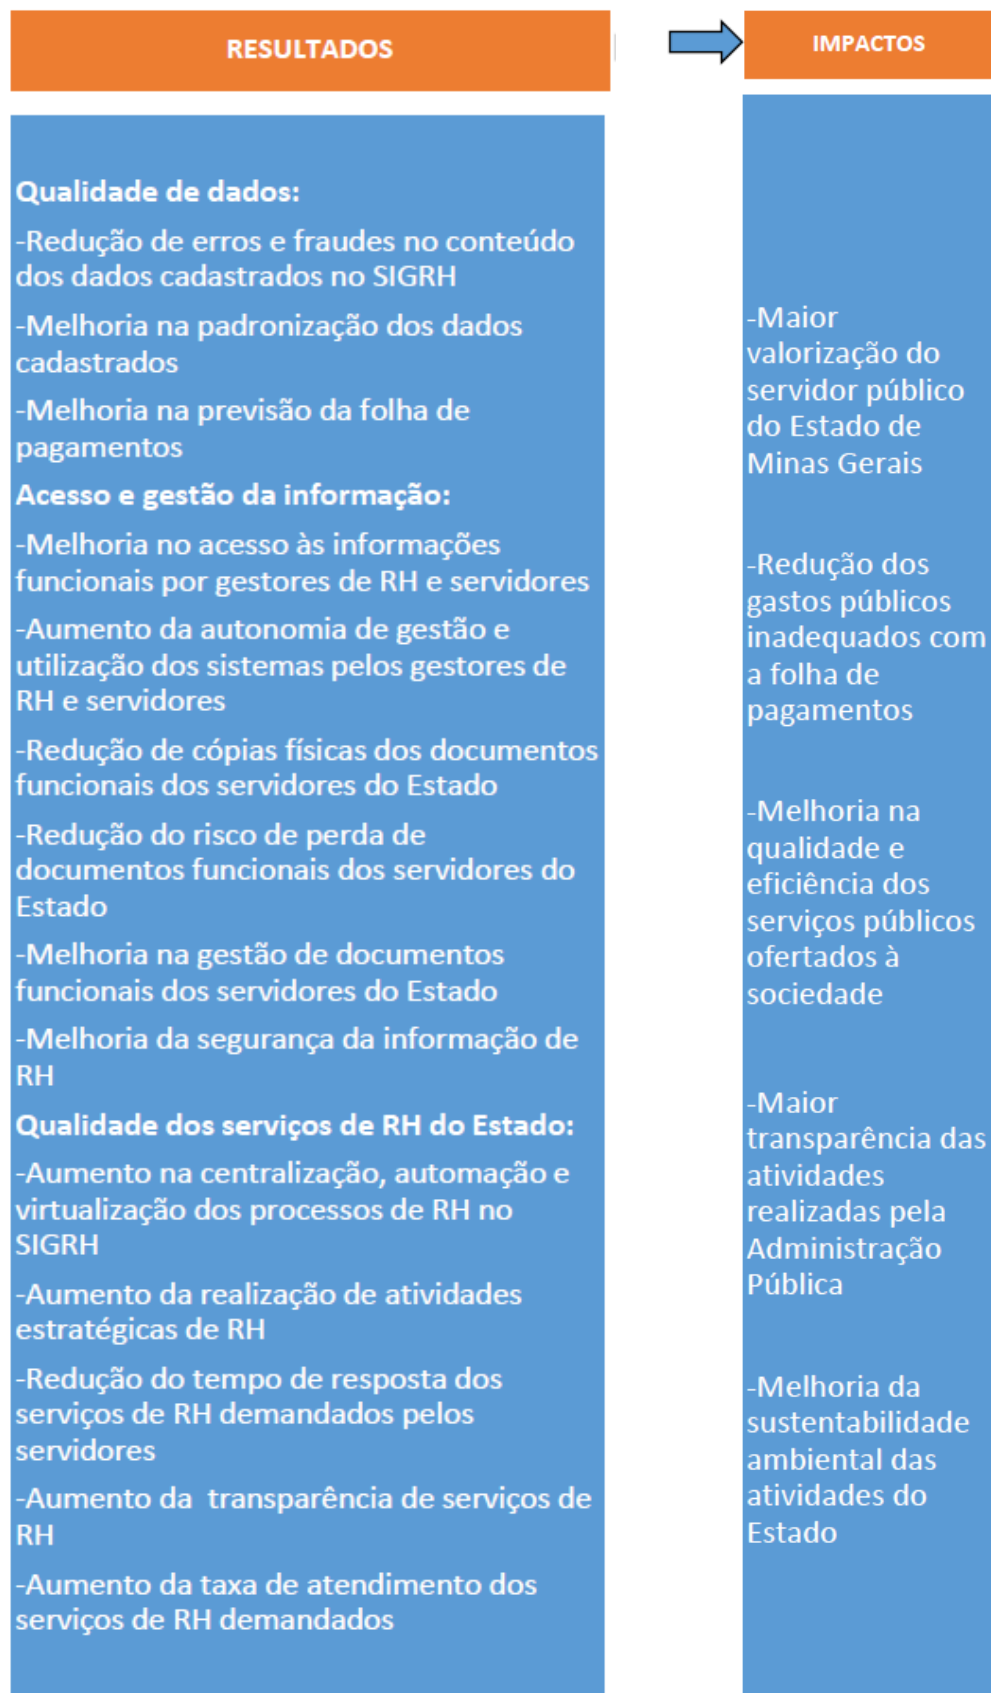 RESULTADOS
Qualidade de dados:
-Redução de erros e fraudes no conteúdo
dos dados cadastrados no SIGRH
-Melhoria na padronização dos dados
cadastrados
-Melhoria na previsão da folha de
pagamentos
Acesso e gestão da informação:
-Melhoria no acesso às informações
funcionais por gestores de RH e servidores
-Aumento da autonomia de gestão e
utilização dos sistemas pelos gestores de
RH e servidores
-Redução de cópias físicas dos documentos
funcionais dos servidores do Estado
-Redução do risco de perda de
documentos funcionais dos servidores do
Estado
-Melhoria na gestão de documentos
funcionais dos servidores do Estado
-Melhoria da segurança da informação de
RH
Qualidade dos serviços de RH do Estado:
-Aumento na centralização, automação e
virtualização dos processos de RH no
SIGRH
-Aumento da realização de atividades
estratégicas de RH
-Redução do tempo de resposta dos
serviços de RH demandados pelos
servidores
-Aumento da  transparência de serviços de
RH
-Aumento da taxa de atendimento dos
serviços de RH demandados
IMPACTOS
-Maior
valorização do
servidor público
do Estado de
Minas Gerais
-Redução dos
gastos públicos
inadequados com
a folha de
pagamentos
-Melhoria na
qualidade e
eficiência dos
serviços públicos
ofertados à
sociedade
-Maior
transparência das
atividades
realizadas pela
Administração
Pública
-Melhoria da
sustentabilidade
ambiental das
atividades do
Estado